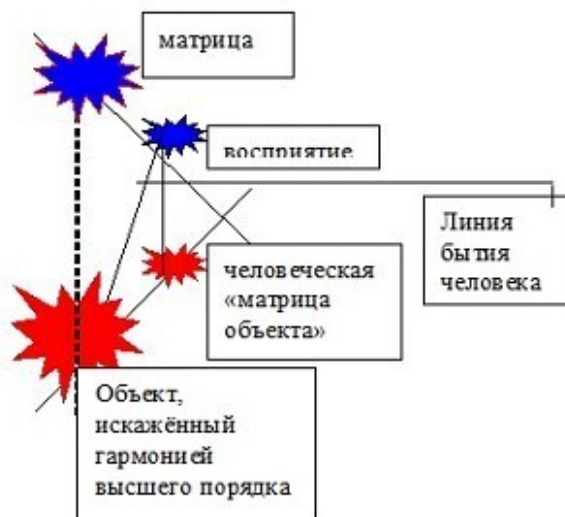 матрица
восприятие
Линия
бытия
человека
человеческая
«матрица
объекта»
Объект,
искажённый
гармонией
высшего порядка